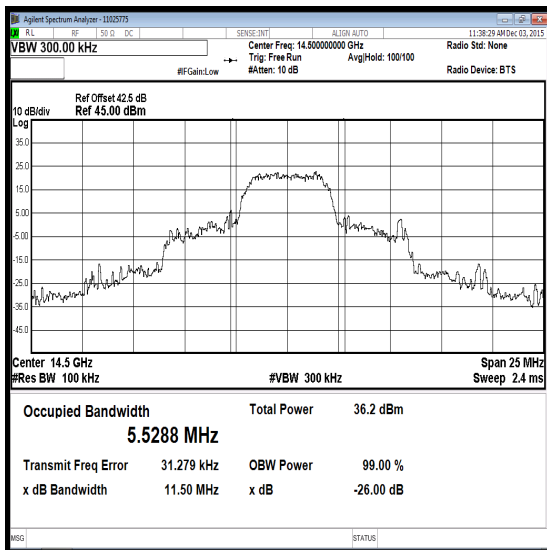 Agilent Spectrum Analyzer - 11025775
LXI RL RF 50 Ω DC SENSE:INT ALIGN AUTO 11:38:29 AM Dec 03, 2015
VBW 300.00 kHz Center Freq: 14.500000000 GHz Radio Std: None
Trig: Free Run Avg|Hold: 100/100
#IFGain:Low #Atten: 10 dB Radio Device: BTS
Ref Offset 42.5 dB
10 dB/div Ref 45.00 dBm
Log
35.0
25.0
15.0
5.00
-5.00
-15.0
-25.0
-35.0
-45.0
Center 14.5 GHz Span 25 MHz
#Res BW 100 kHz #VBW 300 kHz Sweep 2.4 ms
Occupied Bandwidth Total Power 36.2 dBm
5.5288 MHz
Transmit Freq Error 31.279 kHz OBW Power 99.00 %
x dB Bandwidth 11.50 MHz x dB -26.00 dB
MSG STATUS